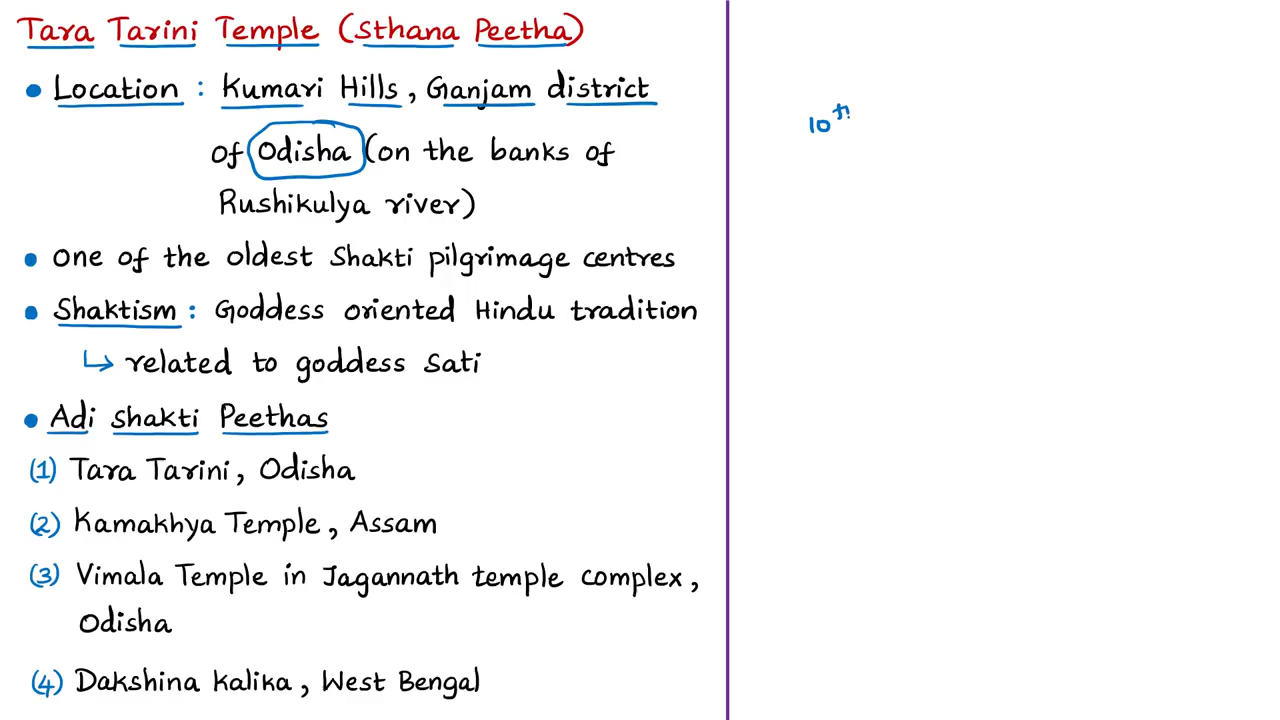 Tara Tarini Temple (Sthana Peetha)
• Location : Kumari Hills, Ganjam district
of Odisha (on the banks of
Rushikulya river)
• One of the oldest Shakti pilgrimage centres
• Shaktism : Goddess oriented Hindu tradition
↳ related to goddess Sati
• Adi Shakti Peethas
(1) Tara Tarini, Odisha
(2) Kamakhya Temple, Assam
(3) Vimala Temple in Jagannath temple complex,
Odisha
(4) Dakshina Kalika, West Bengal
10th